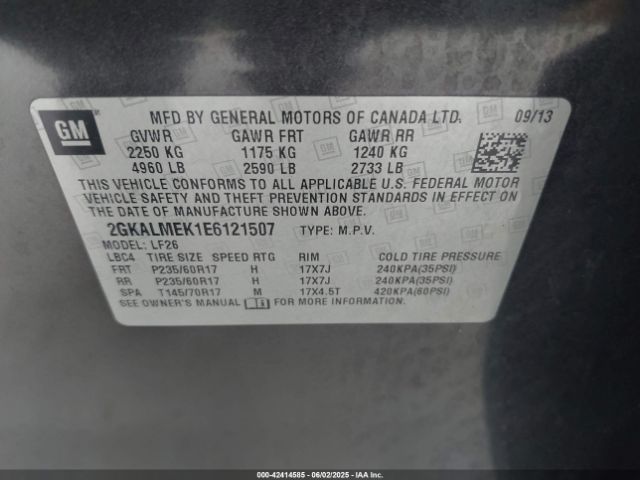 GM
MFD BY GENERAL MOTORS OF CANADA LTD. 09/13
GVWR GAWR FRT GAWR RR
2250 KG 1175 KG 1240 KG
4960 LB 2590 LB 2733 LB
THIS VEHICLE CONFORMS TO ALL APPLICABLE U.S. FEDERAL MOTOR
VEHICLE SAFETY AND THEFT PREVENTION STANDARDS IN EFFECT ON
THE DATE OF MANUFACTURE SHOWN ABOVE.
2GKALMEK1E6121507 TYPE: M.P.V.
MODEL: LF26
LBC4 TIRE SIZE SPEED RTG RIM COLD TIRE PRESSURE
FRT P235/60R17 H 17X7J 240KPA(35PSI)
RR P235/60R17 H 17X7J 240KPA(35PSI)
SPA T145/70R17 M 17X4.5T 420KPA(60PSI)
SEE OWNER'S MANUAL FOR MORE INFORMATION.
000-42414585 - 06/02/2025 - IAA Inc.